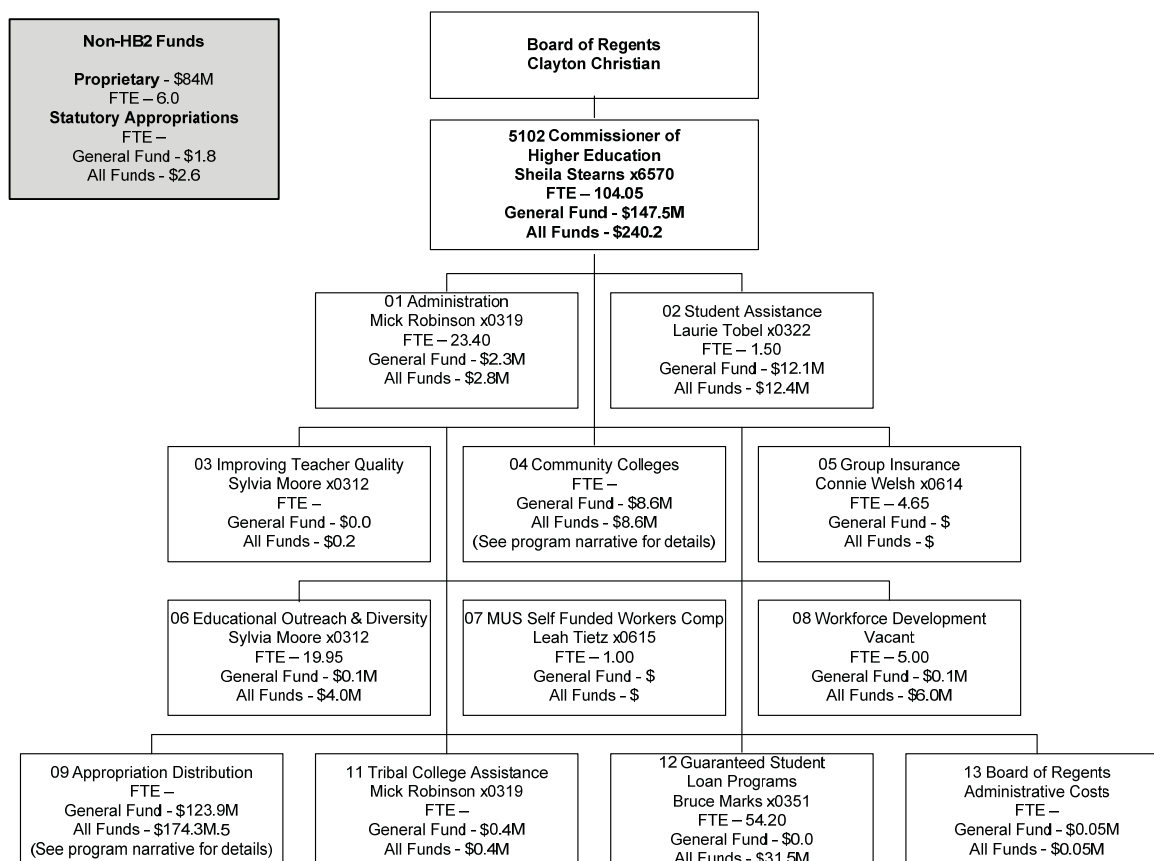 Non-HB2 Funds
Proprietary - $84M
FTE – 6.0
Statutory Appropriations
FTE –
General Fund - $1.8
All Funds - $2.6
Board of Regents
Clayton Christian
5102 Commissioner of
Higher Education
Sheila Stearns x6570
FTE – 104.05
General Fund - $147.5M
All Funds - $240.2
01 Administration
Mick Robinson x0319
FTE – 23.40
General Fund - $2.3M
All Funds - $2.8M
02 Student Assistance
Laurie Tobel x0322
FTE – 1.50
General Fund - $12.1M
All Funds - $12.4M
03 Improving Teacher Quality
Sylvia Moore x0312
FTE –
General Fund - $0.0
All Funds - $0.2
04 Community Colleges
FTE –
General Fund - $8.6M
All Funds - $8.6M
(See program narrative for details)
05 Group Insurance
Connie Welsh x0614
FTE – 4.65
General Fund - $
All Funds - $
06 Educational Outreach & Diversity
Sylvia Moore x0312
FTE – 19.95
General Fund - $0.1M
All Funds - $4.0M
07 MUS Self Funded Workers Comp
Leah Tietz x0615
FTE – 1.00
General Fund - $
All Funds - $
08 Workforce Development
Vacant
FTE – 5.00
General Fund - $0.1M
All Funds - $6.0M
09 Appropriation Distribution
FTE –
General Fund - $123.9M
All Funds - $174.3M.5
(See program narrative for details)
11 Tribal College Assistance
Mick Robinson x0319
FTE –
General Fund - $0.4M
All Funds - $0.4M
12 Guaranteed Student
Loan Programs
Bruce Marks x0351
FTE – 54.20
General Fund - $0.0
All Funds - $31.5M
13 Board of Regents
Administrative Costs
FTE –
General Fund - $0.05M
All Funds - $0.05M